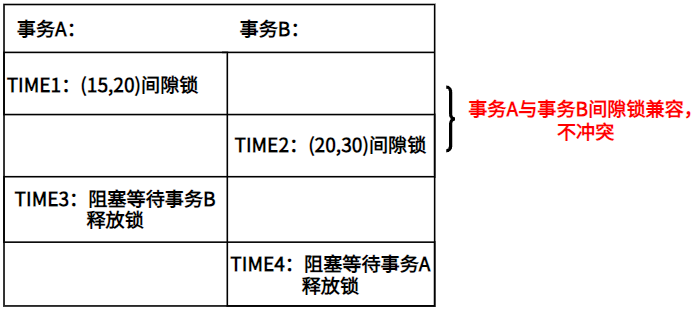 事务A：
事务B：
TIME1：(15,20)间隙锁
TIME2：(20,30)间隙锁
事务A与事务B间隙锁兼容，
不冲突
TIME3：阻塞等待事务B
释放锁
TIME4：阻塞等待事务A
释放锁